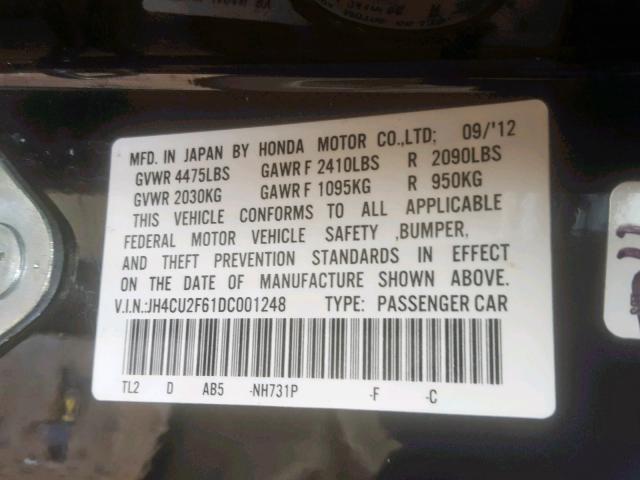 MFD. IN JAPAN BY HONDA MOTOR CO.,LTD; 09/'12
GVWR 4475LBS GAWR F 2410LBS R 2090LBS
GVWR 2030KG GAWR F 1095KG R 950KG
THIS VEHICLE CONFORMS TO ALL APPLICABLE
FEDERAL MOTOR VEHICLE SAFETY ,BUMPER,
AND THEFT PREVENTION STANDARDS IN EFFECT
ON THE DATE OF MANUFACTURE SHOWN ABOVE.
V.I.N.:JH4CU2F61DC001248 TYPE: PASSENGER CAR
TL2 D AB5 -NH731P -F -C